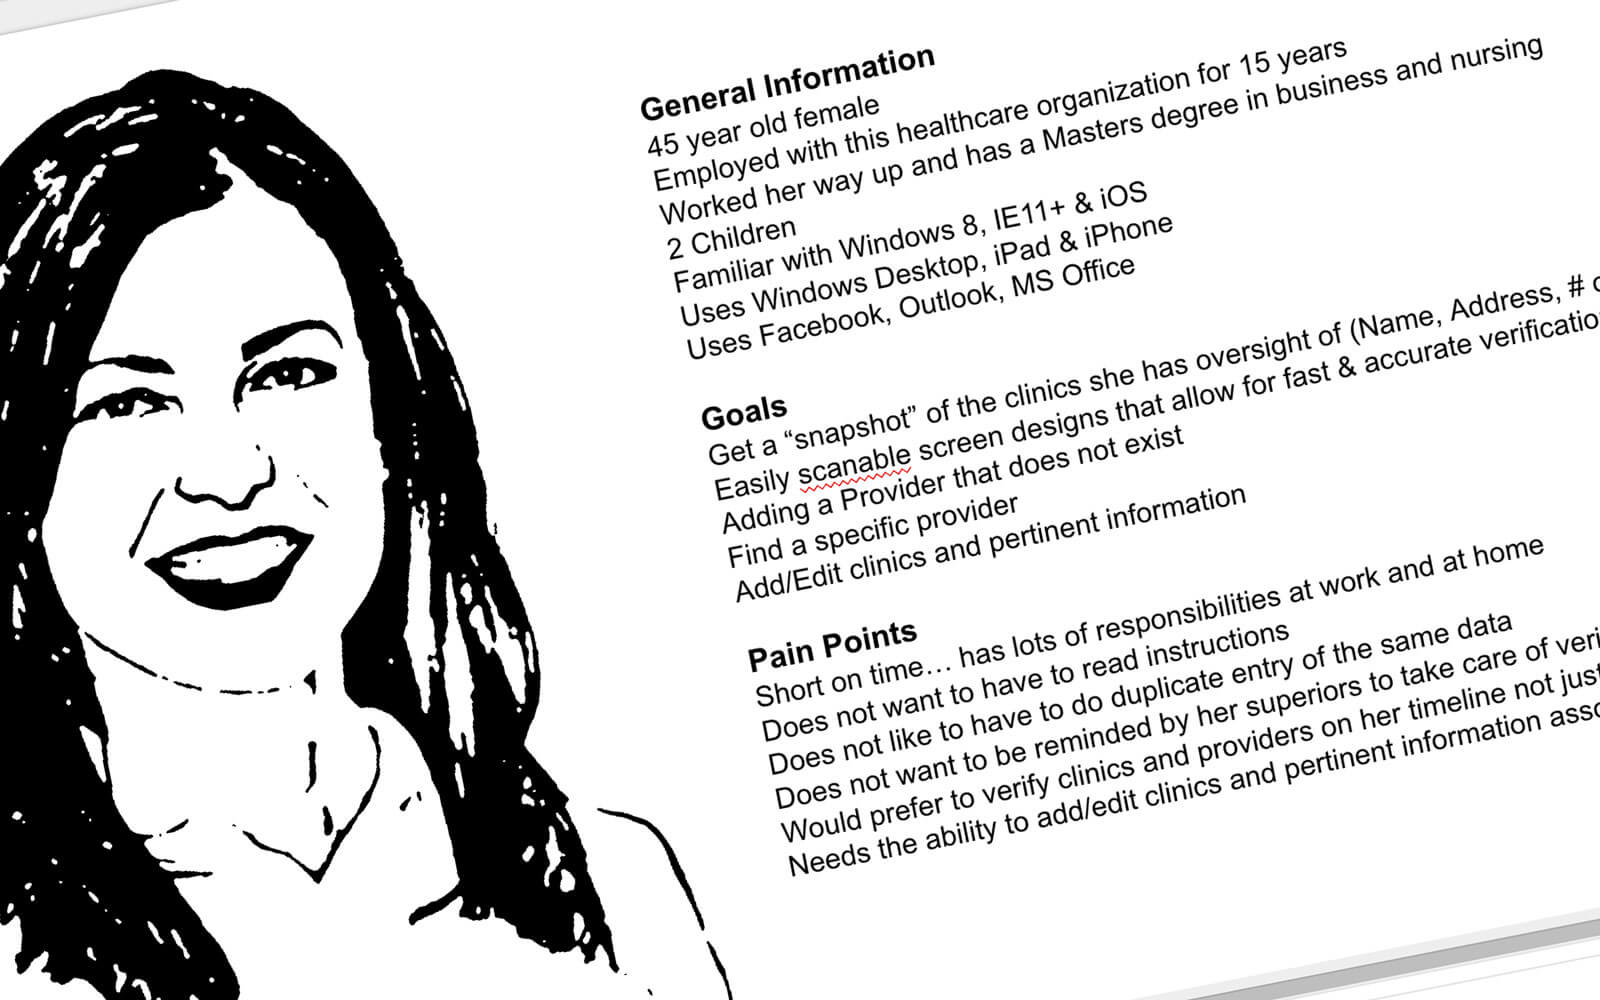 General Information
45 year old female
Employed with this healthcare organization for 15 years
Worked her way up and has a Masters degree in business and nursing
2 Children
Familiar with Windows 8, IE11+ & iOS
Uses Windows Desktop, iPad & iPhone
Uses Facebook, Outlook, MS Office
Goals
Get a “snapshot” of the clinics she has oversight of (Name, Address, #
Easily scanable screen designs that allow for fast & accurate verificatio
Adding a Provider that does not exist
Find a specific provider
Add/Edit clinics and pertinent information
Pain Points
Short on time… has lots of responsibilities at work and at home
Does not want to have to read instructions
Does not like to have to do duplicate entry of the same data
Does not want to be reminded by her superiors to take care of veri
Would prefer to verify clinics and providers on her timeline not just
Needs the ability to add/edit clinics and pertinent information asso